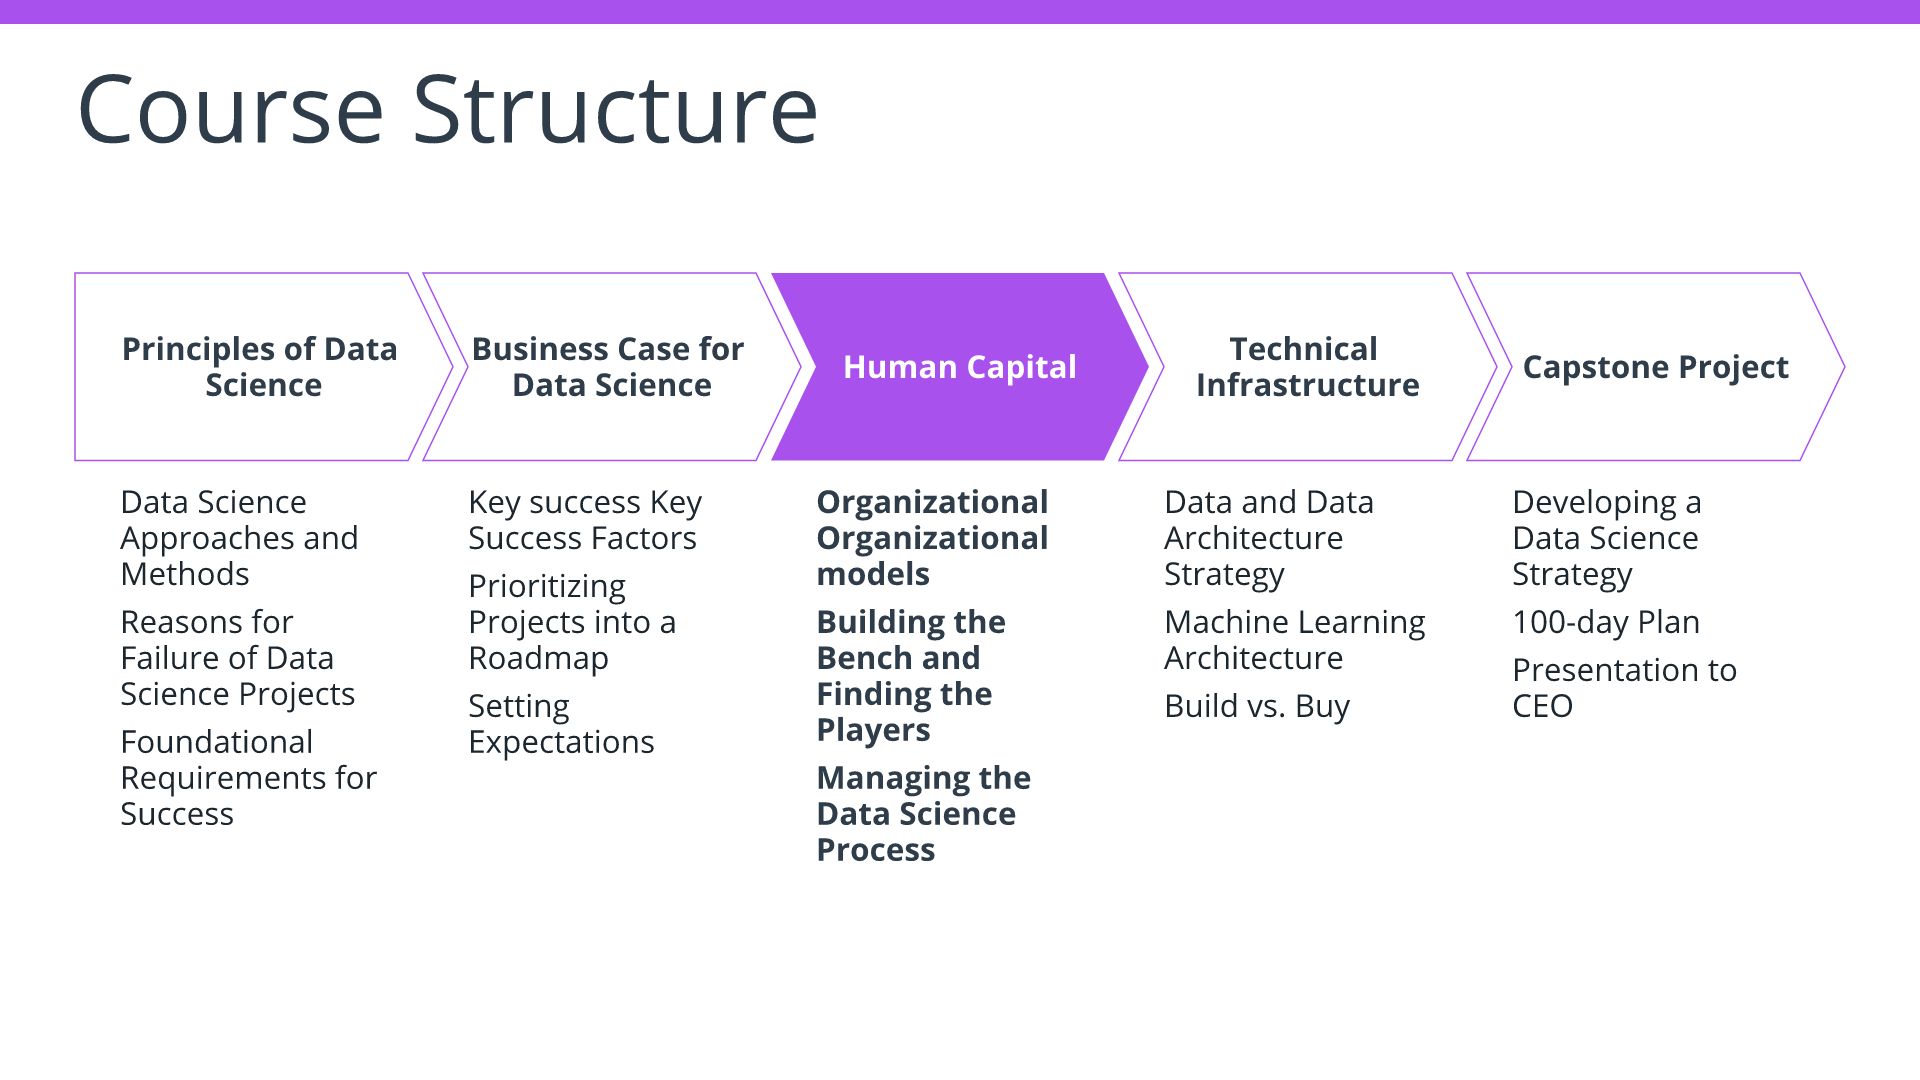 Course Structure
Principles of Data
Science
Business Case for
Data Science
Human Capital
Technical
Infrastructure
Capstone Project
Data Science
Approaches and
Methods
Reasons for
Failure of Data
Science Projects
Foundational
Requirements for
Success
Key success Key
Success Factors
Prioritizing
Projects into a
Roadmap
Setting
Expectations
Organizational
Organizational
models
Building the
Bench and
Finding the
Players
Managing the
Data Science
Process
Data and Data
Architecture
Strategy
Machine Learning
Architecture
Build vs. Buy
Developing a
Data Science
Strategy
100-day Plan
Presentation to
CEO